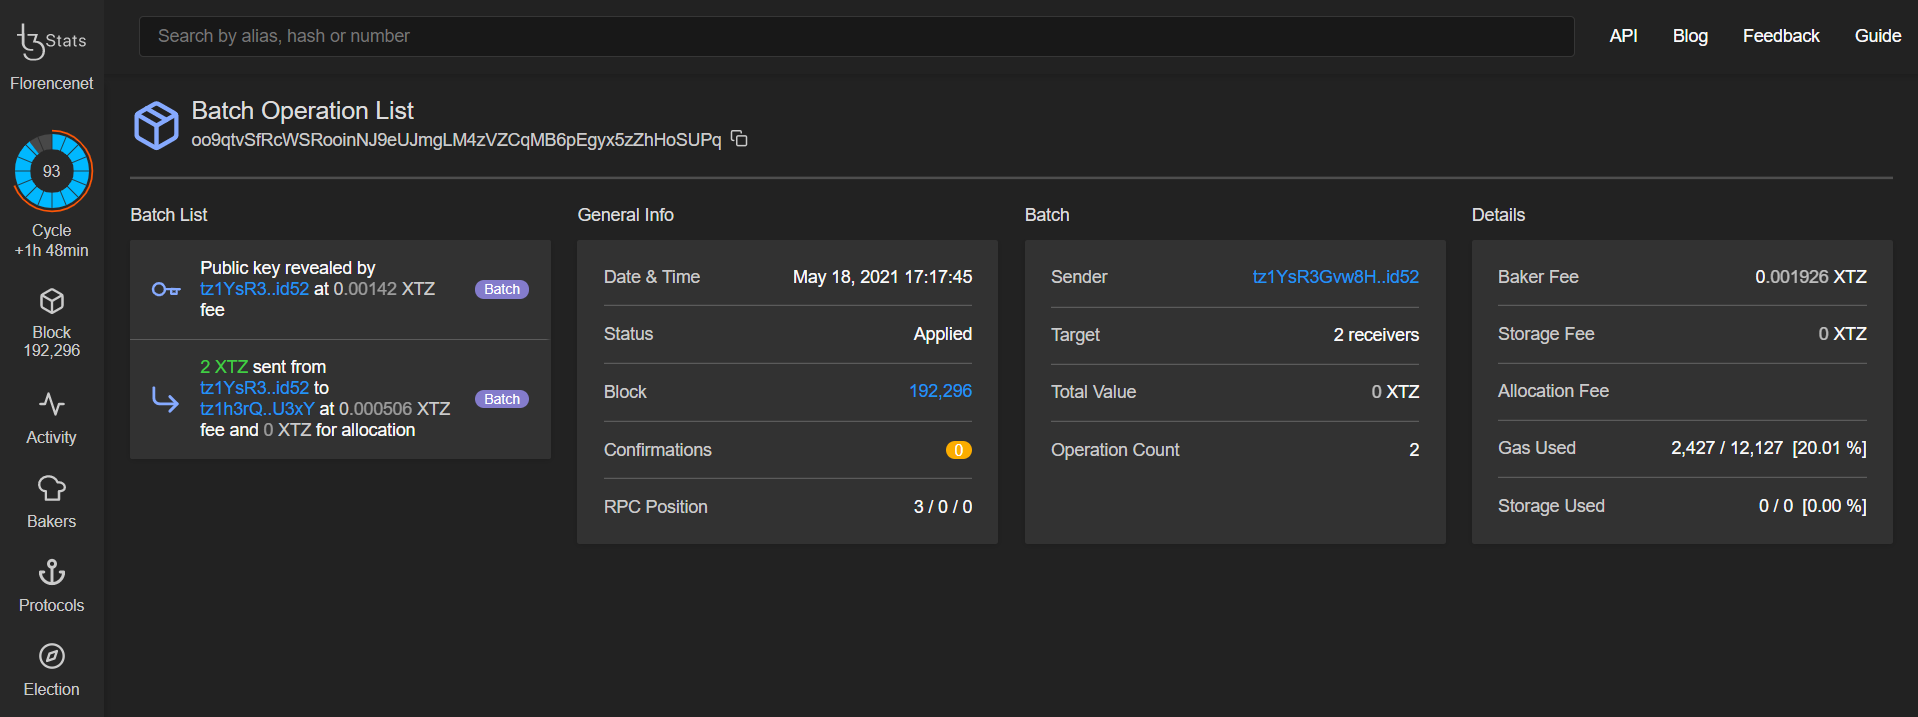 tz Stats
Florencenet
Search by alias, hash or number
API
Blog
Feedback
Guide
93
Cycle
+1h 48min
Block
192,296
Activity
Bakers
Protocols
Election
Batch Operation List
oo9qtvSfRcWSRooinNJ9eUJmgLM4zVZCqMB6pEgyx5zZhHoSUPq
Batch List
Public key revealed by
tz1YsR3..id52 at 0.00142 XTZ
fee
Batch
2 XTZ sent from
tz1YsR3..id52 to
tz1h3rQ..U3xY at 0.000506 XTZ
fee and 0 XTZ for allocation
Batch
General Info
Date & Time May 18, 2021 17:17:45
Status Applied
Block 192,296
Confirmations 0
RPC Position 3 / 0 / 0
Batch
Sender tz1YsR3Gvw8H..id52
Target 2 receivers
Total Value 0 XTZ
Operation Count 2
Details
Baker Fee 0.001926 XTZ
Storage Fee 0 XTZ
Allocation Fee
Gas Used 2,427 / 12,127 [20.01 %]
Storage Used 0 / 0 [0.00 %]